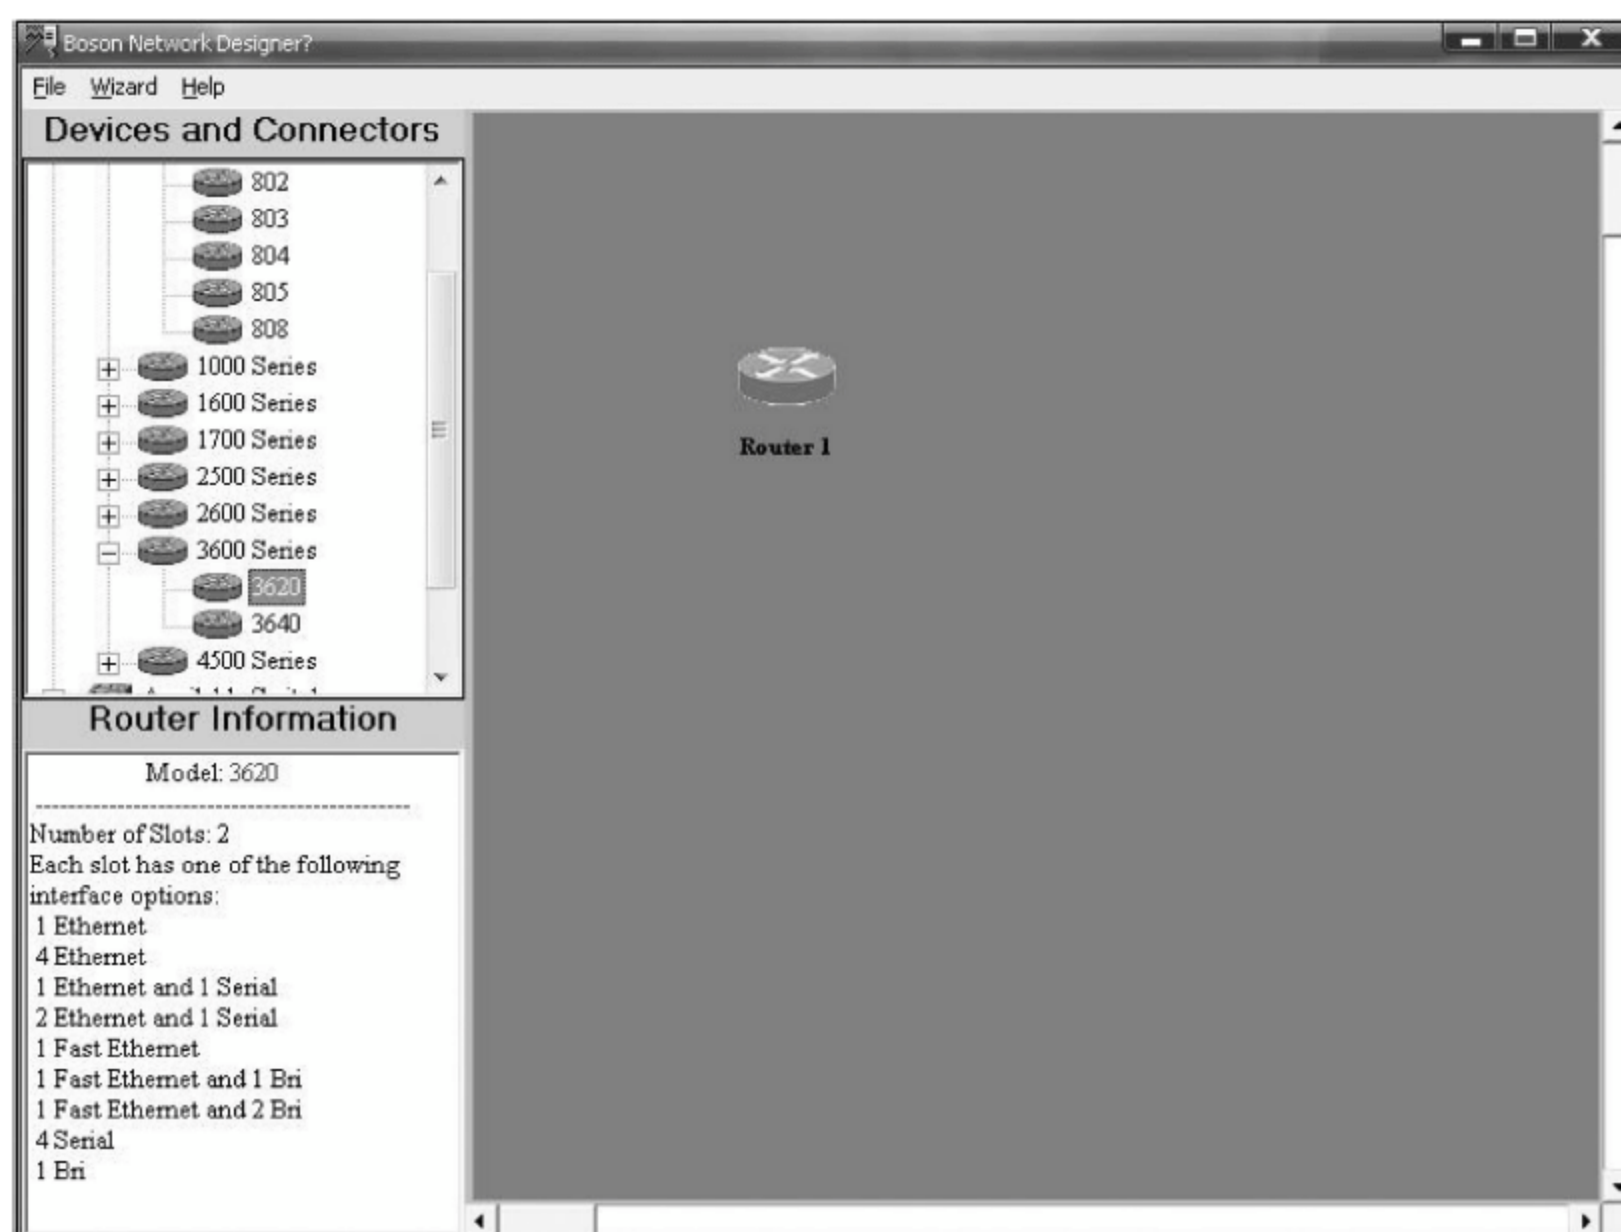 Boson Network Designer?
File Wizard Help
Devices and Connectors
802
803
804
805
808
1000 Series
1600 Series
1700 Series
2500 Series
2600 Series
3600 Series
3620
3640
4500 Series
Router Information
Model: 3620
---------------------------------------------
Number of Slots: 2
Each slot has one of the following
interface options:
1 Ethernet
4 Ethernet
1 Ethernet and 1 Serial
2 Ethernet and 1 Serial
1 Fast Ethernet
1 Fast Ethernet and 1 Bri
1 Fast Ethernet and 2 Bri
4 Serial
1 Bri
Router 1